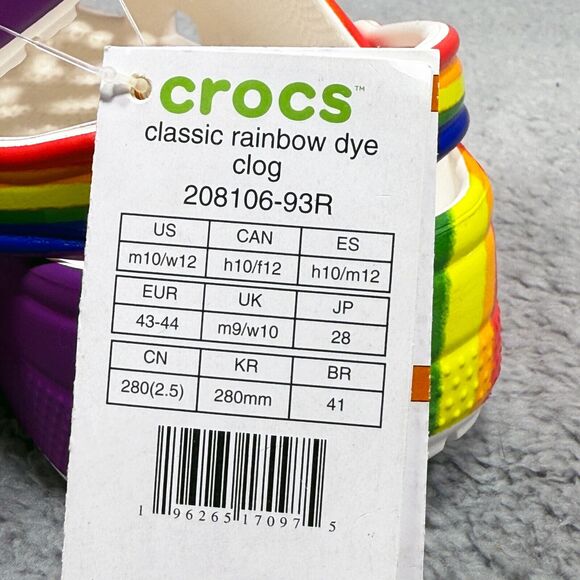 crocs™
classic rainbow dye
clog
208106-93R
US CAN ES
m10/w12 h10/f12 h10/m12
EUR UK JP
43-44 m9/w10 28
CN KR BR
280(2.5) 280mm 41
1 96265 17097 5